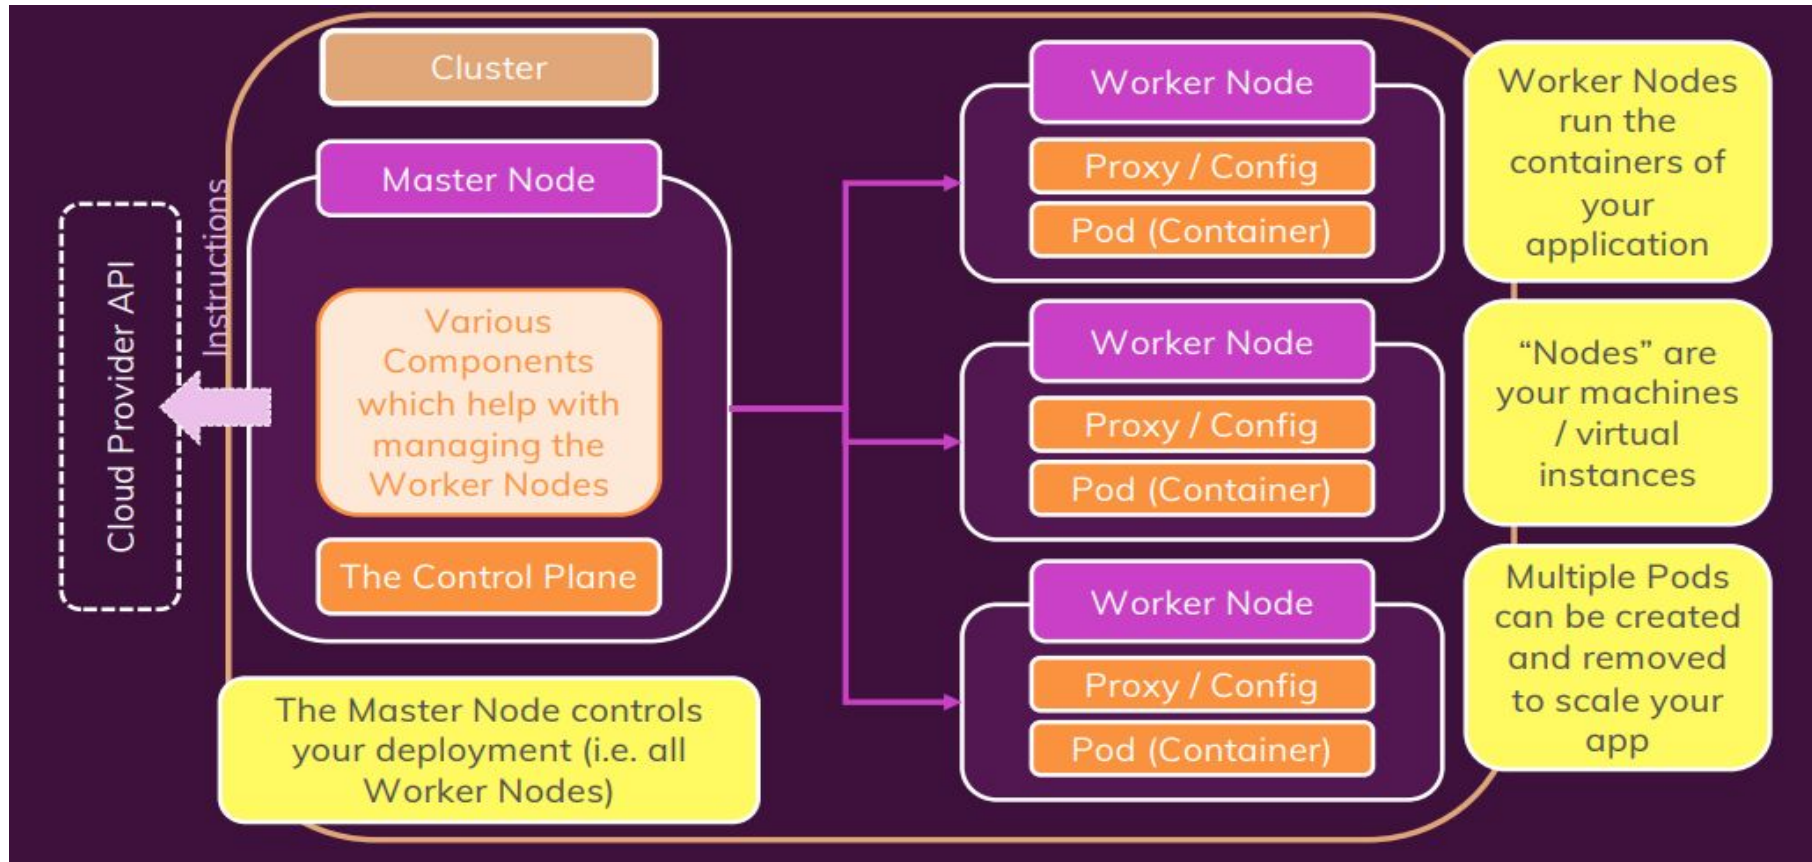 Cluster
Master Node
Instructions
Cloud Provider API
Various
Components
which help with
managing the
Worker Nodes
The Control Plane
The Master Node controls
your deployment (i.e. all
Worker Nodes)
Worker Node
Proxy / Config
Pod (Container)
Worker Node
Proxy / Config
Pod (Container)
Worker Node
Proxy / Config
Pod (Container)
Worker Nodes
run the
containers of
your
application
“Nodes” are
your machines
/ virtual
instances
Multiple Pods
can be created
and removed
to scale your
app